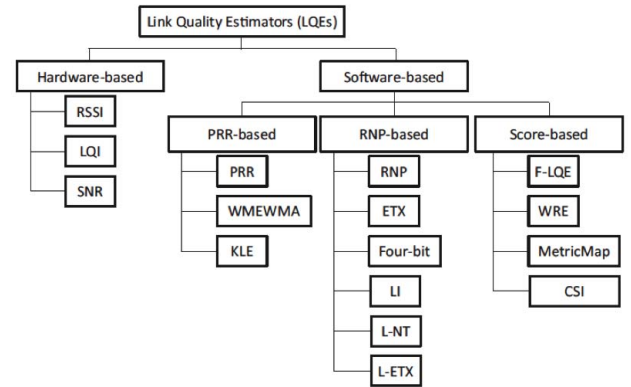 Link Quality Estimators (LQEs)
Hardware-based
Software-based
RSSI
LQI
SNR
PRR-based
RNP-based
Score-based
PRR
WMEWMA
KLE
RNP
ETX
Four-bit
LI
L-NT
L-ETX
F-LQE
WRE
MetricMap
CSI